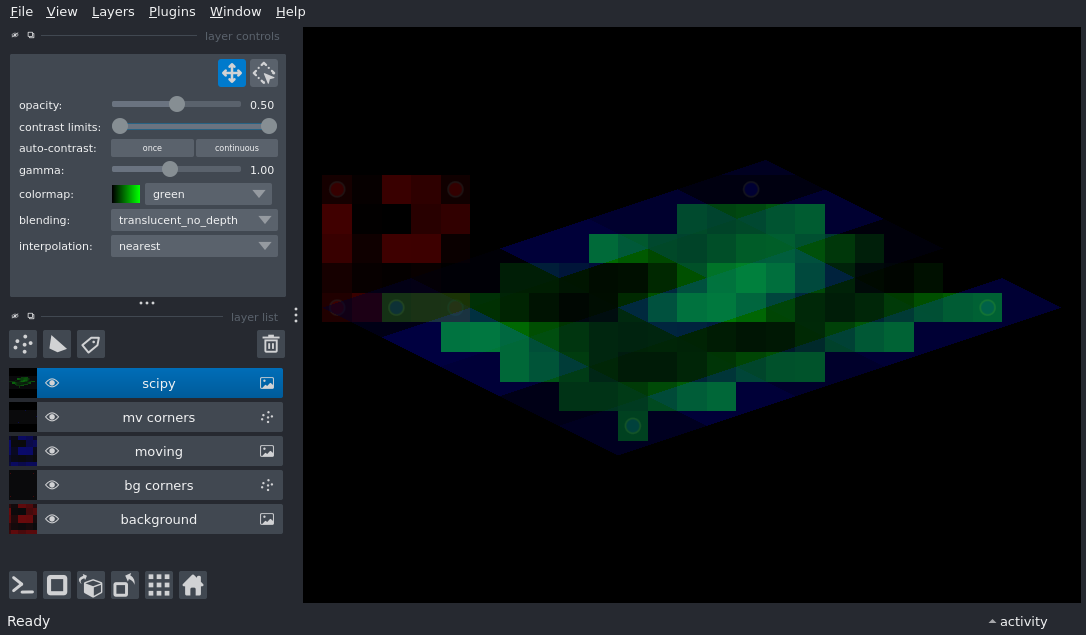 File View Layers Plugins Window Help
layer controls
opacity: 0.50
contrast limits:
auto-contrast: once continuous
gamma: 1.00
colormap: green
blending: translucent_no_depth
interpolation: nearest
layer list
scipy
mv corners
moving
bg corners
background
Ready
activity